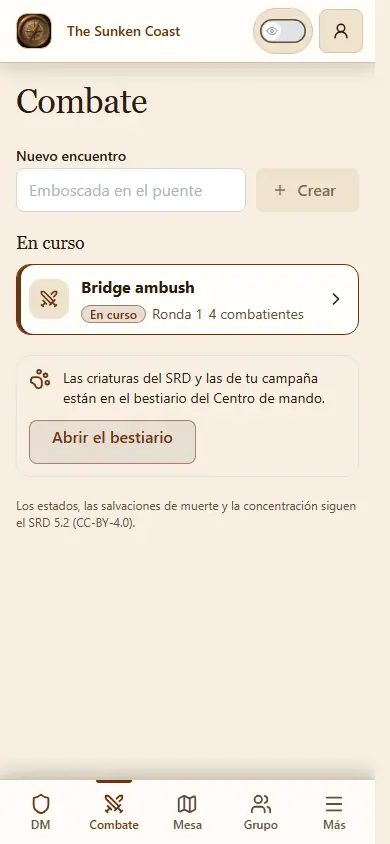 The Sunken Coast
Combate
Nuevo encuentro
Emboscada en el puente
Crear
En curso
Bridge ambush
En curso Ronda 1 4 combatientes
Las criaturas del SRD y las de tu campaña
están en el bestiario del Centro de mando.
Abrir el bestiario
Los estados, las salvaciones de muerte y la concentración siguen
el SRD 5.2 (CC-BY-4.0).
DM Combate Mesa Grupo Más